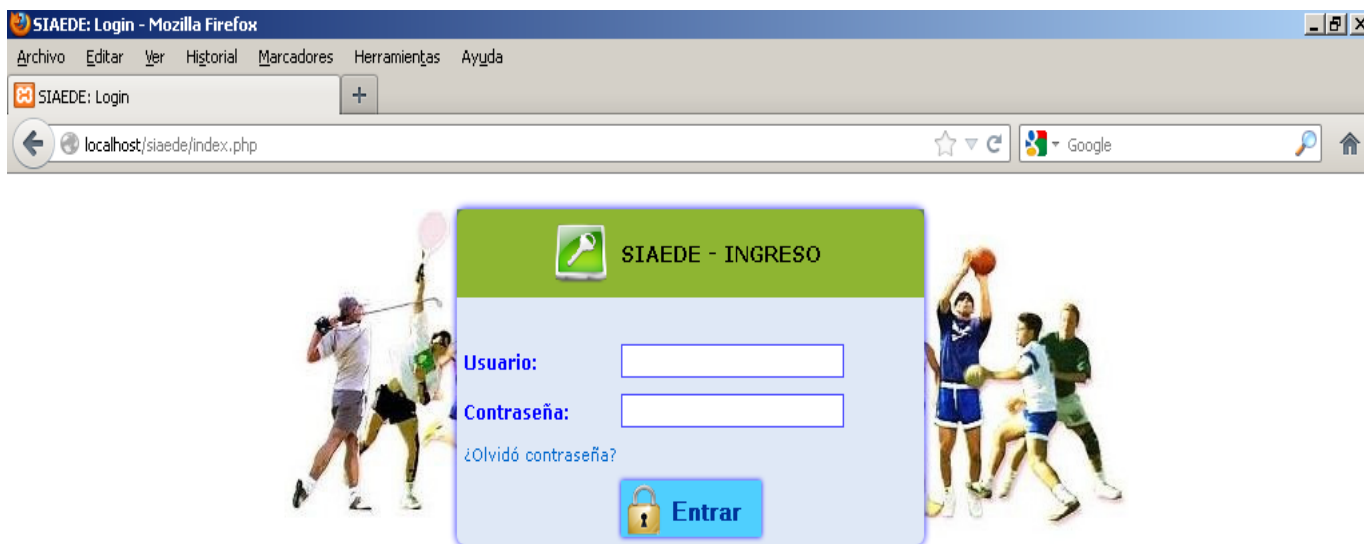 SIAEDE: Login - Mozilla Firefox
Archivo Editar Ver Historial Marcadores Herramientas Ayuda
SIAEDE: Login
localhost/siaede/index.php
Google
SIAEDE - INGRESO
Usuario:
Contraseña:
¿Olvidó contraseña?
Entrar